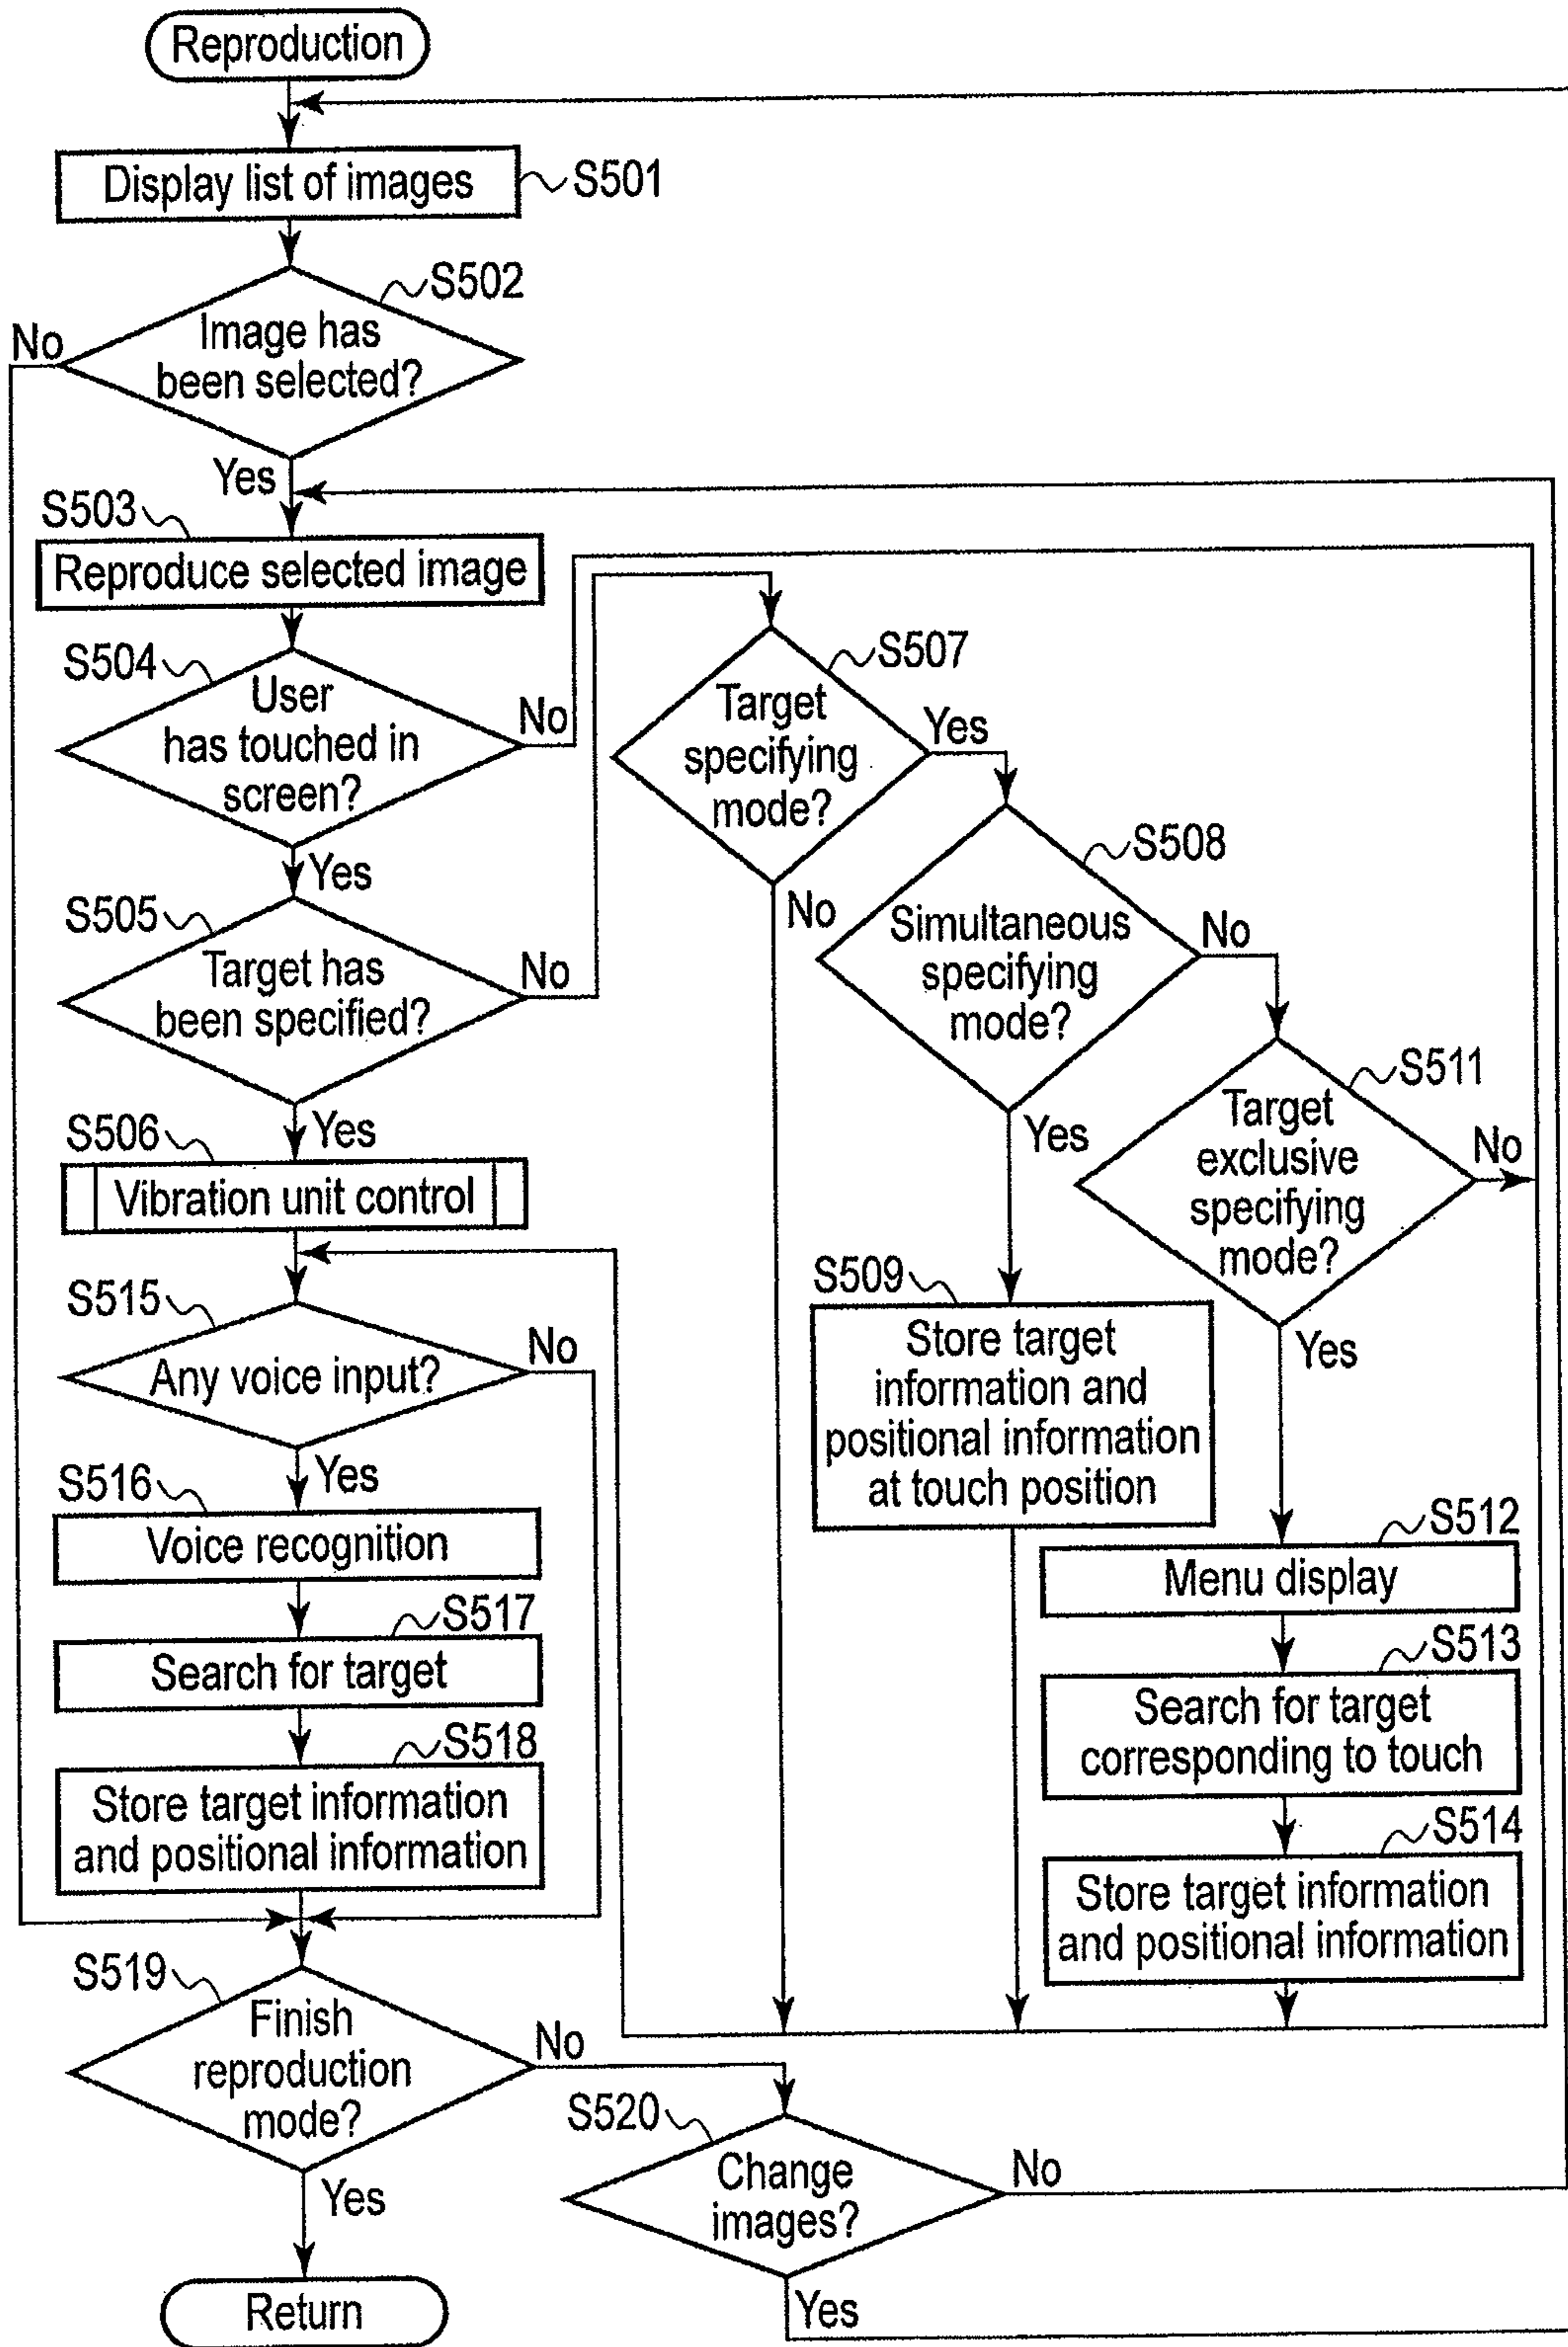 Reproduction
Display list of images
S501
S502
Image has
been selected?
No
Yes
S503
Reproduce selected image
S504
User
has touched in
screen?
No
Yes
S505
Target has
been specified?
No
Yes
S506
Vibration unit control
S507
Target
specifying
mode?
Yes
No
S508
Simultaneous
specifying
mode?
No
Yes
S509
Store target
information and
positional information
at touch position
S511
Target
exclusive
specifying
mode?
No
Yes
S512
Menu display
S513
Search for target
corresponding to touch
S514
Store target information
and positional information
S515
Any voice input?
No
Yes
S516
Voice recognition
S517
Search for target
S518
Store target information
and positional information
S519
Finish
reproduction
mode?
No
Yes
S520
Change
images?
No
Yes
Return